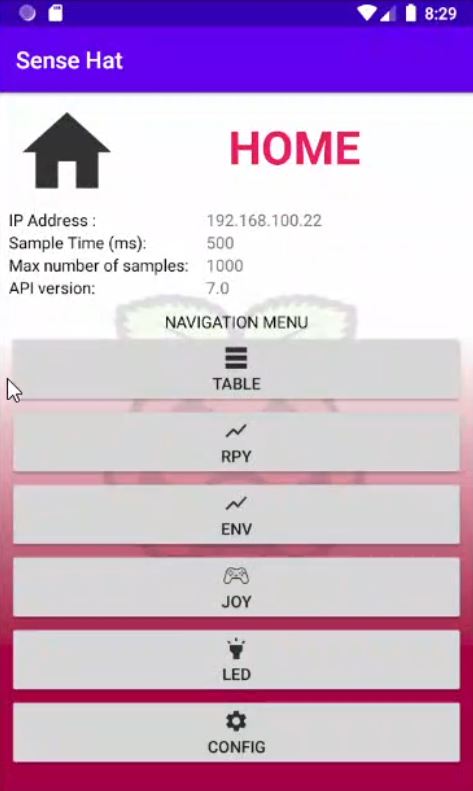 8:29
Sense Hat
HOME
IP Address : 192.168.100.22
Sample Time (ms): 500
Max number of samples: 1000
API version: 7.0
NAVIGATION MENU
TABLE
RPY
ENV
JOY
LED
CONFIG